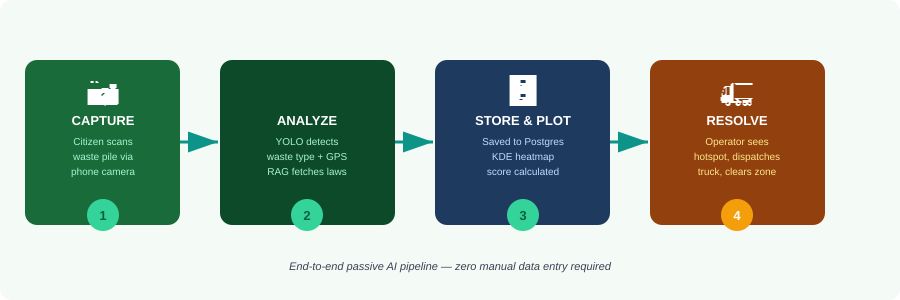 CAPTURE
Citizen scans
waste pile via
phone camera
1
ANALYZE
YOLO detects
waste type + GPS
RAG fetches laws
2
STORE & PLOT
Saved to Postgres
KDE heatmap
score calculated
3
RESOLVE
Operator sees
hotspot, dispatches
truck, clears zone
4
End-to-end passive AI pipeline — zero manual data entry required